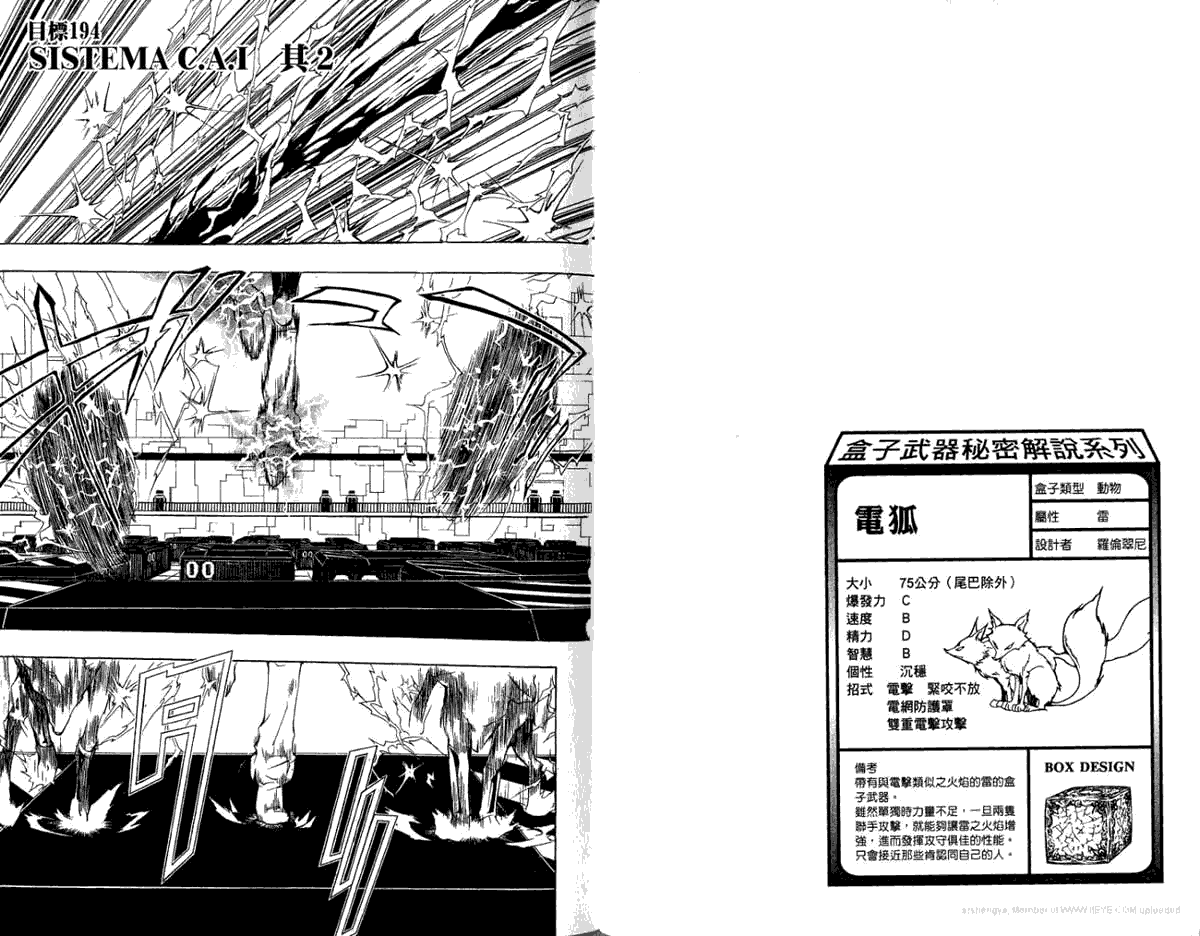 目標194
SISTEMA C.A.I 其2
00
00
盒子武器秘密解說系列
電狐
盒子類型 動物
屬性 雷
設計者 羅倫翠尼
大小 75公分（尾巴除外）
爆發力 C
速度 B
精力 D
智慧 B
個性 沉穩
招式 電擊 緊咬不放
電網防護罩
雙重電擊攻擊
備考
帶有與電擊類似之火焰的雷的盒
子武器。
雖然單獨時力量不足，一旦兩隻
聯手攻擊，就能夠讓雷之火焰增
強，進而發揮攻守俱佳的性能。
只會接近那些肯認同自己的人。
BOX DESIGN